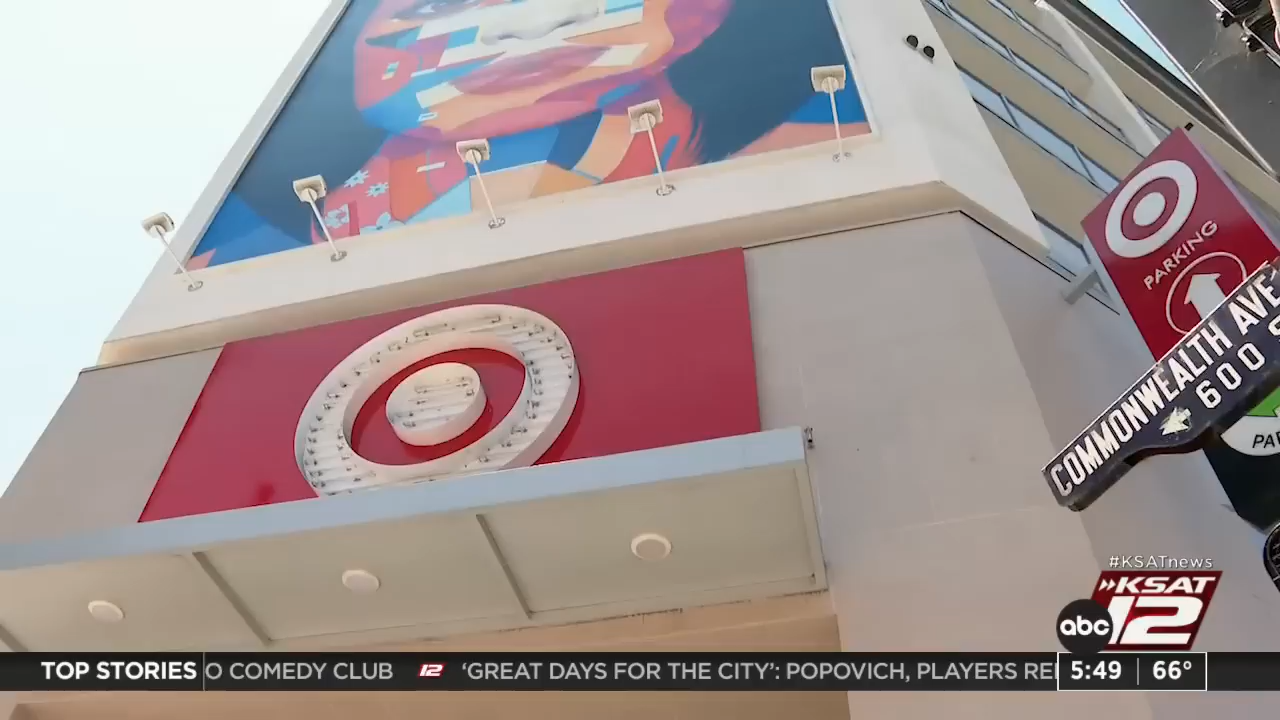 PARKING
COMMONWEALTH AVE
600 S
#KSATnews
KSAT
abc 12
TOP STORIES O COMEDY CLUB 12 'GREAT DAYS FOR THE CITY': POPOVICH, PLAYERS 5:49 66°